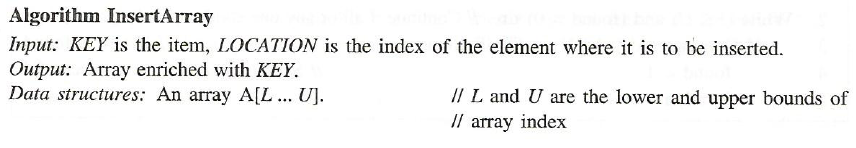 Algorithm InsertArray
Input: KEY is the item, LOCATION is the index of the element where it is to be inserted.
Output: Array enriched with KEY.
Data structures: An array A[L ... U]. // L and U are the lower and upper bounds of
// array index